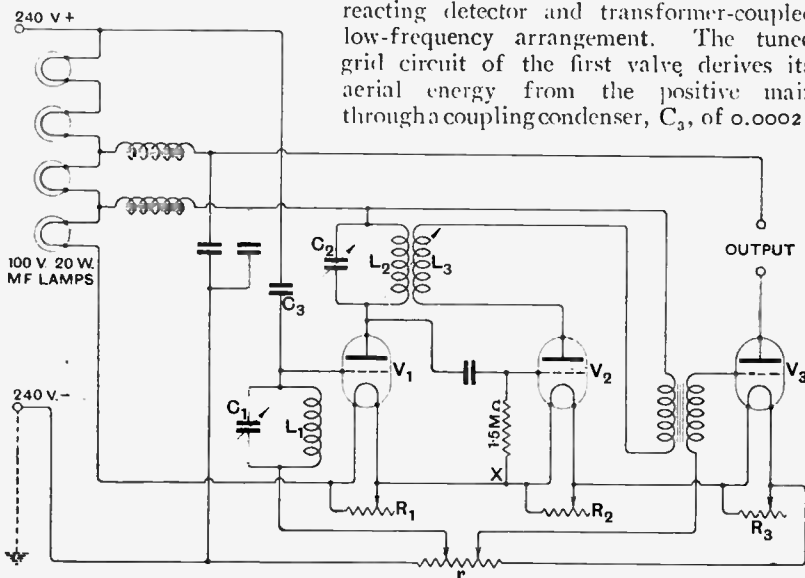 240 V +
reacting detector and transformer-coupled
low-frequency arrangement. The tuned
grid circuit of the first valve derives its
aerial energy from the positive main
through a coupling condenser, C₃, of 0.0002
100 V. 20 W.
MF LAMPS
C₂
L₂
L₃
OUTPUT
C₃
V₁
V₂
V₃
240 V.-
C₁
L₁
1·5MΩ
X
R₁
R₂
R₃
r